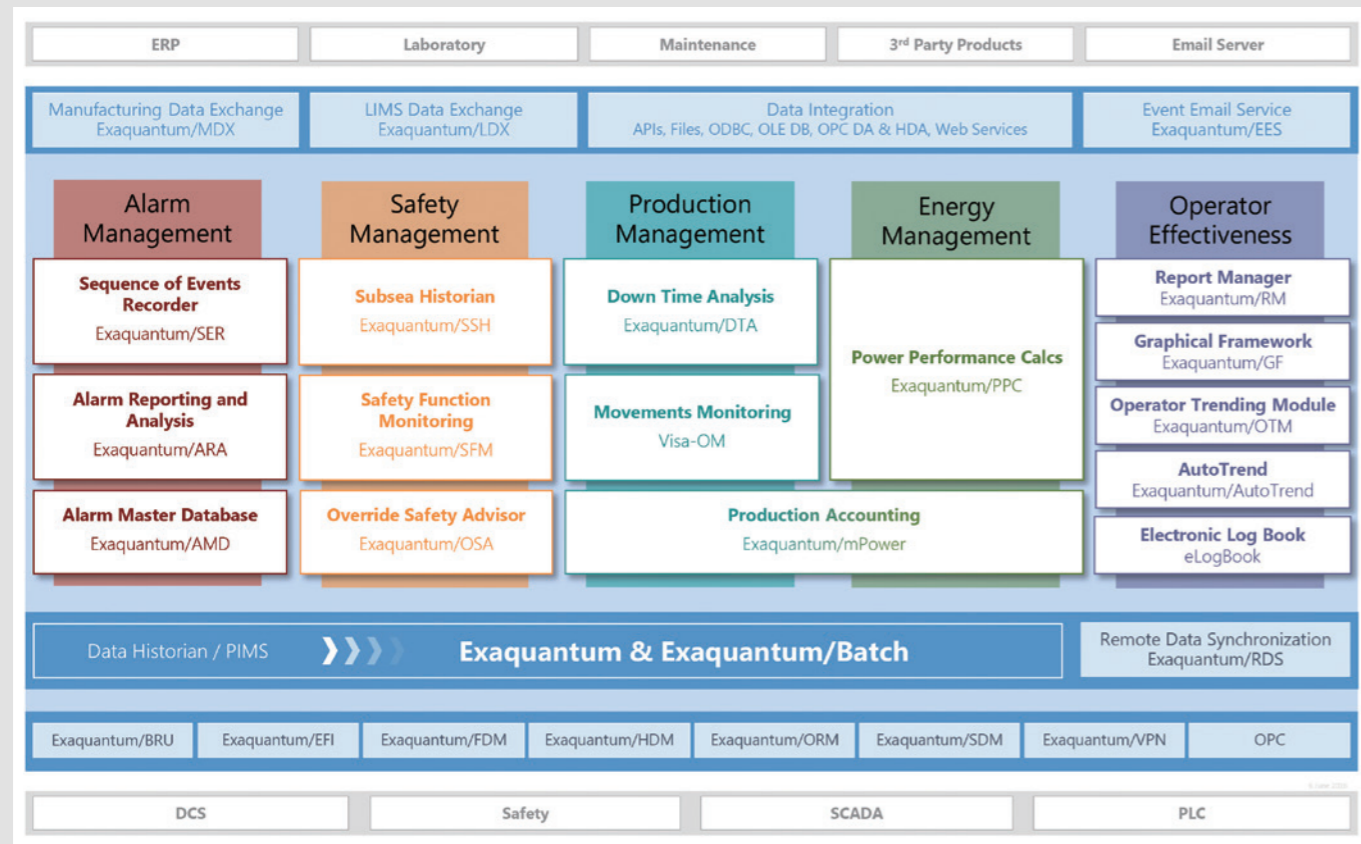 ERP
Laboratory
Maintenance
3rd Party Products
Email Server
Manufacturing Data Exchange
Exaquantum/MDX
LIMS Data Exchange
Exaquantum/LDX
Data Integration
APIs, Files, ODBC, OLE DB, OPC DA & HDA, Web Services
Event Email Service
Exaquantum/EES
Alarm
Management
Sequence of Events
Recorder
Exaquantum/SER
Alarm Reporting and
Analysis
Exaquantum/ARA
Alarm Master Database
Exaquantum/AMD
Safety
Management
Subsea Historian
Exaquantum/SSH
Safety Function
Monitoring
Exaquantum/SFM
Override Safety Advisor
Exaquantum/OSA
Production
Management
Down Time Analysis
Exaquantum/DTA
Movements Monitoring
Visa-OM
Energy
Management
Power Performance Calcs
Exaquantum/PPC
Production Accounting
Exaquantum/mPower
Operator
Effectiveness
Report Manager
Exaquantum/RM
Graphical Framework
Exaquantum/GF
Operator Trending Module
Exaquantum/OTM
AutoTrend
Exaquantum/AutoTrend
Electronic Log Book
eLogBook
Data Historian / PIMS
Exaquantum & Exaquantum/Batch
Remote Data Synchronization
Exaquantum/RDS
Exaquantum/BRU
Exaquantum/EFI
Exaquantum/FDM
Exaquantum/HDM
Exaquantum/ORM
Exaquantum/SDM
Exaquantum/VPN
OPC
DCS
Safety
SCADA
PLC